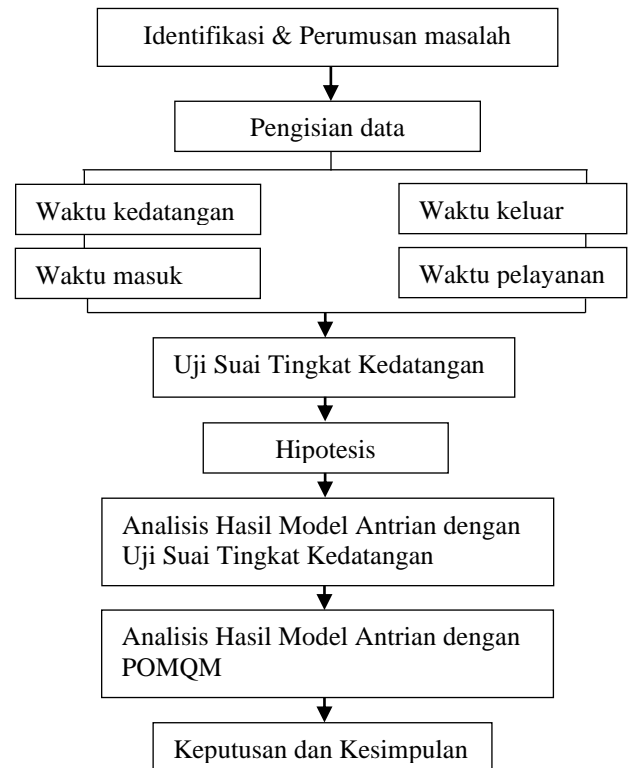 Identifikasi & Perumusan masalah
Pengisian data
Waktu kedatangan
Waktu keluar
Waktu masuk
Waktu pelayanan
Uji Suai Tingkat Kedatangan
Hipotesis
Analisis Hasil Model Antrian dengan
Uji Suai Tingkat Kedatangan
Analisis Hasil Model Antrian dengan
POMQM
Keputusan dan Kesimpulan